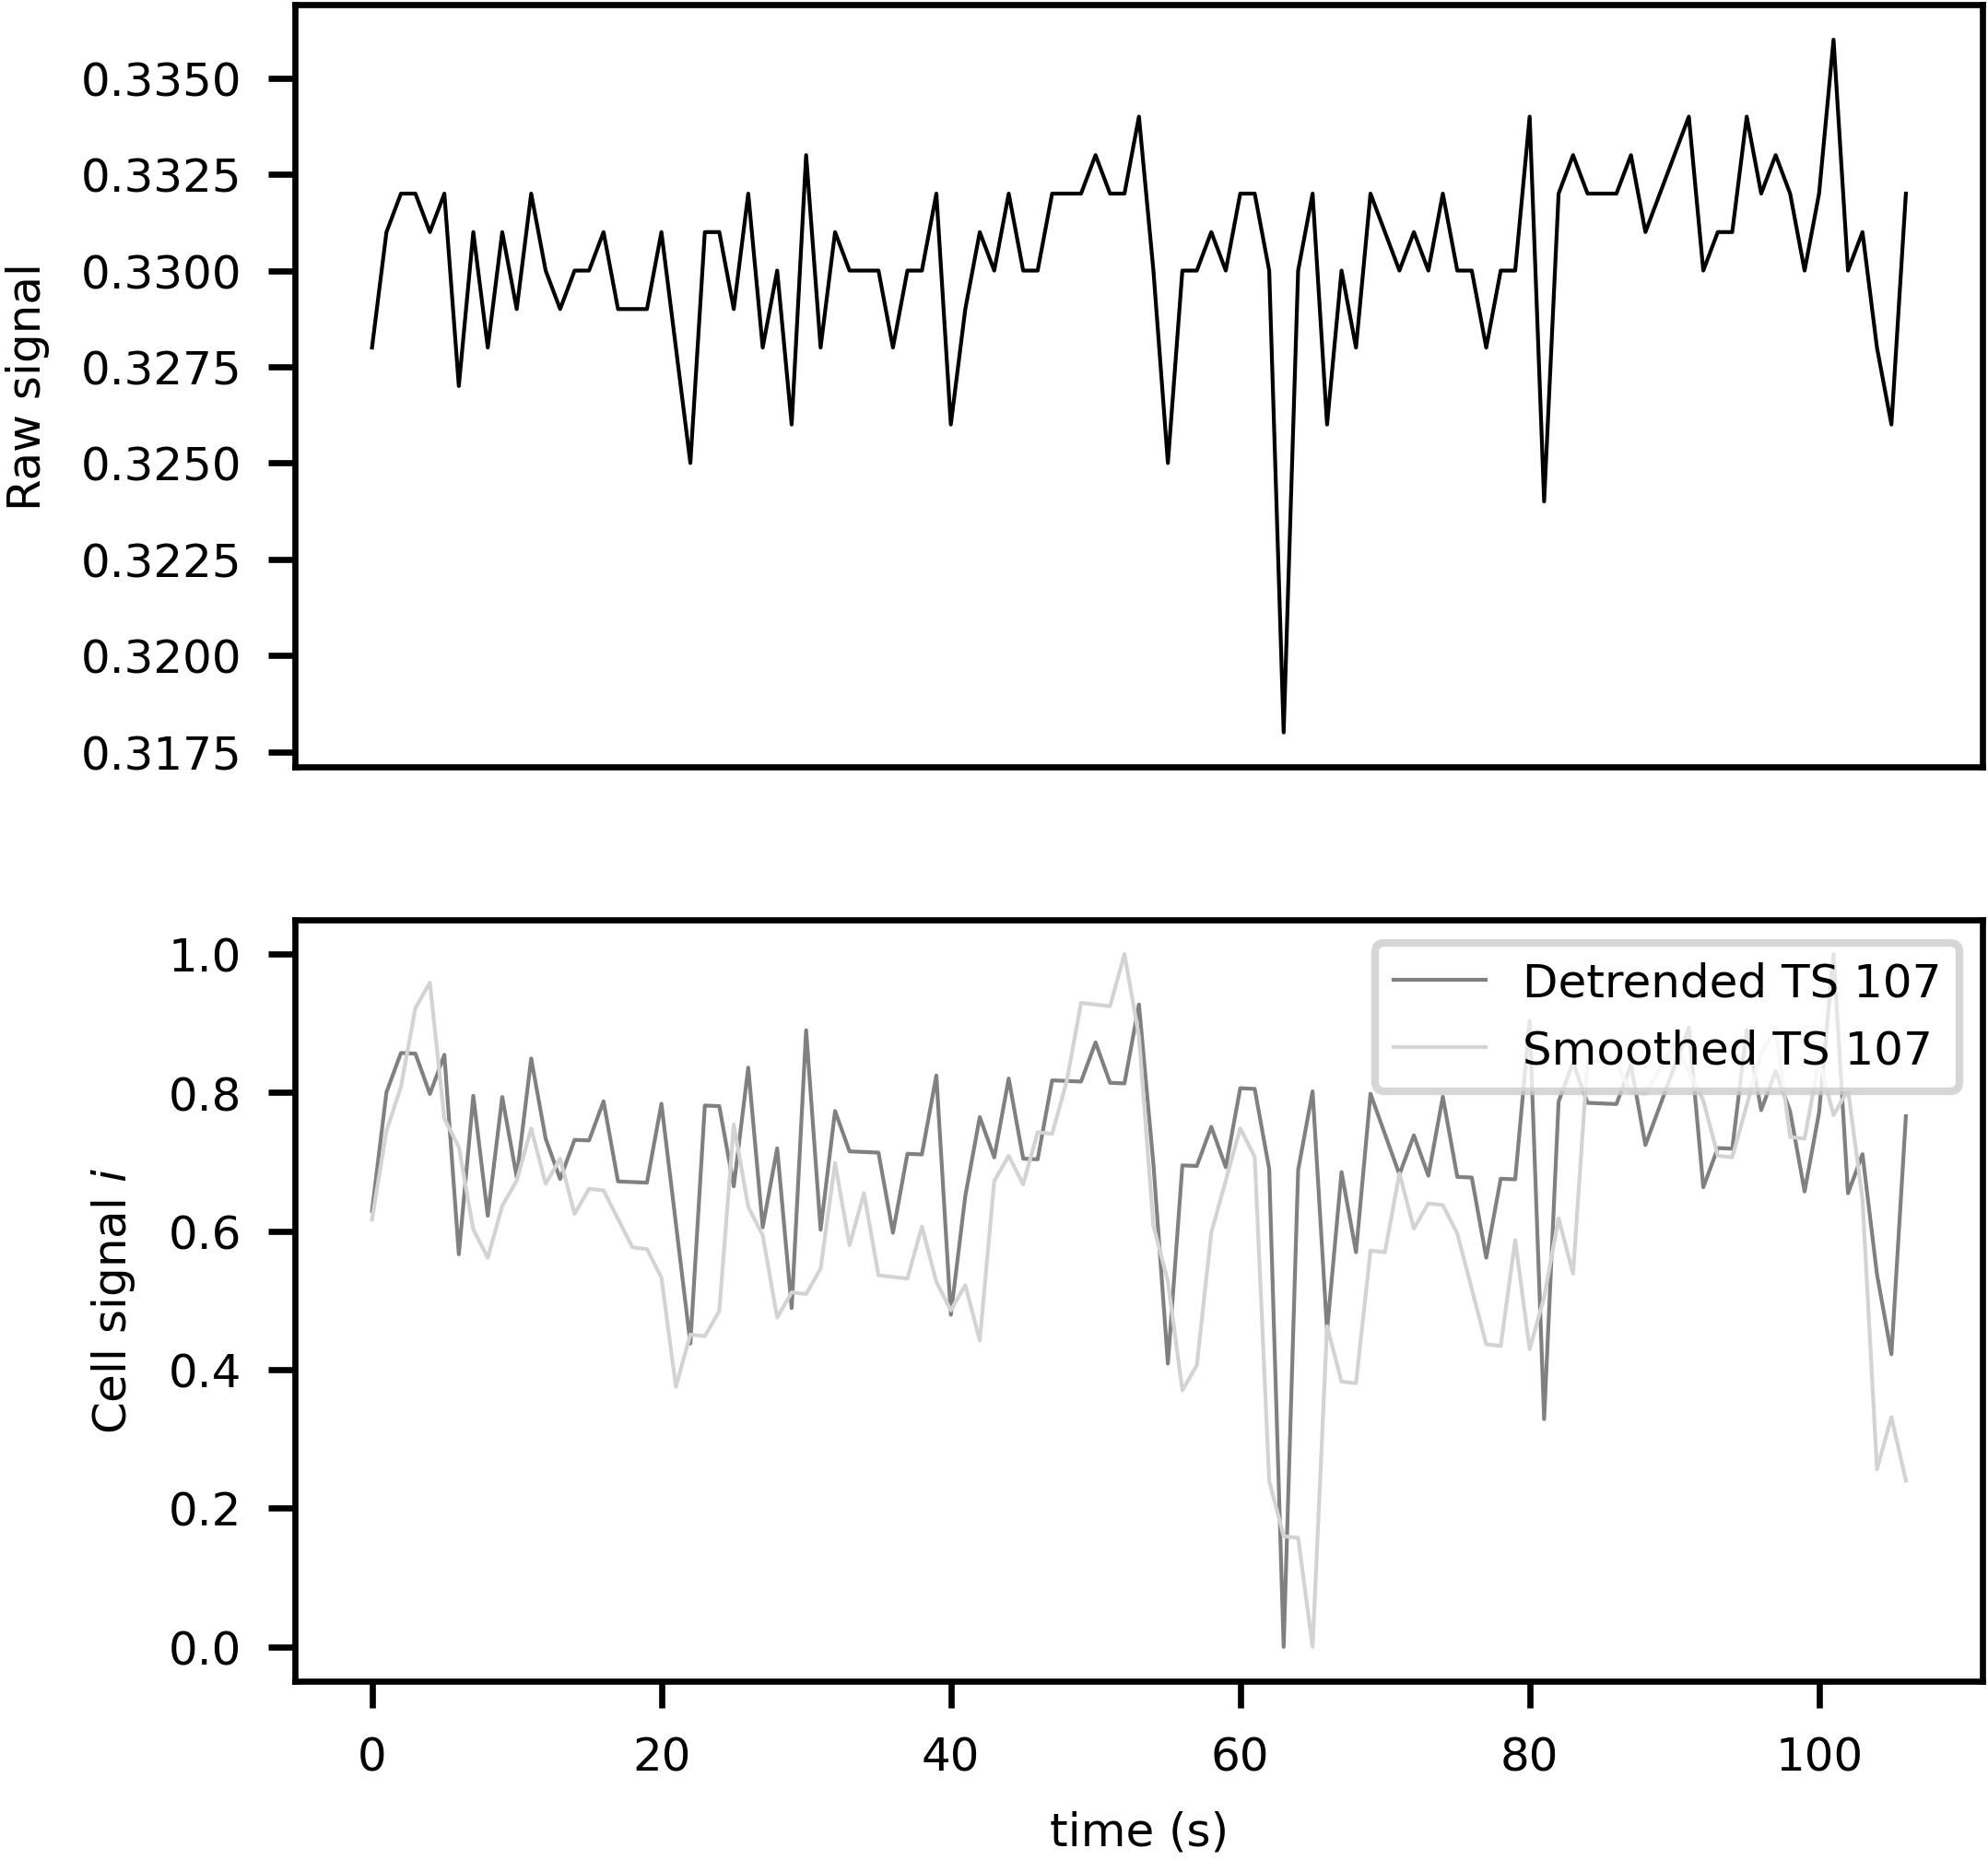 Raw signal
0.3350
0.3325
0.3300
0.3275
0.3250
0.3225
0.3200
0.3175
Cell signal i
1.0
0.8
0.6
0.4
0.2
0.0
Detrended TS 107
Smoothed TS 107
0 20 40 60 80 100
time (s)